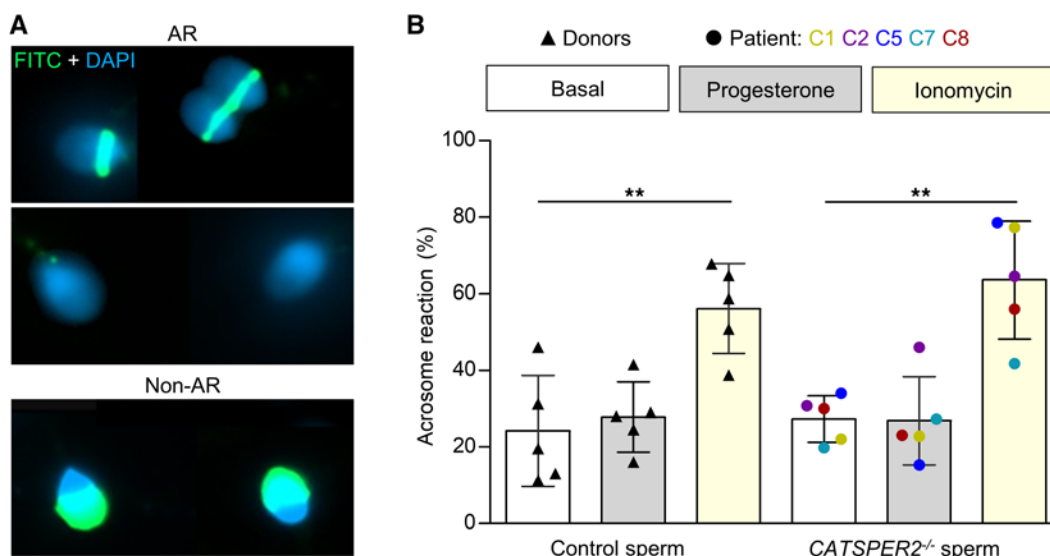 A
AR
FITC + DAPI
Non-AR
B
▲ Donors ● Patient: C1 C2 C5 C7 C8
Basal Progesterone Ionomycin
Acrosome reaction (%)
100
80
60
40
20
0
** **
Control sperm CATSPER2-/- sperm